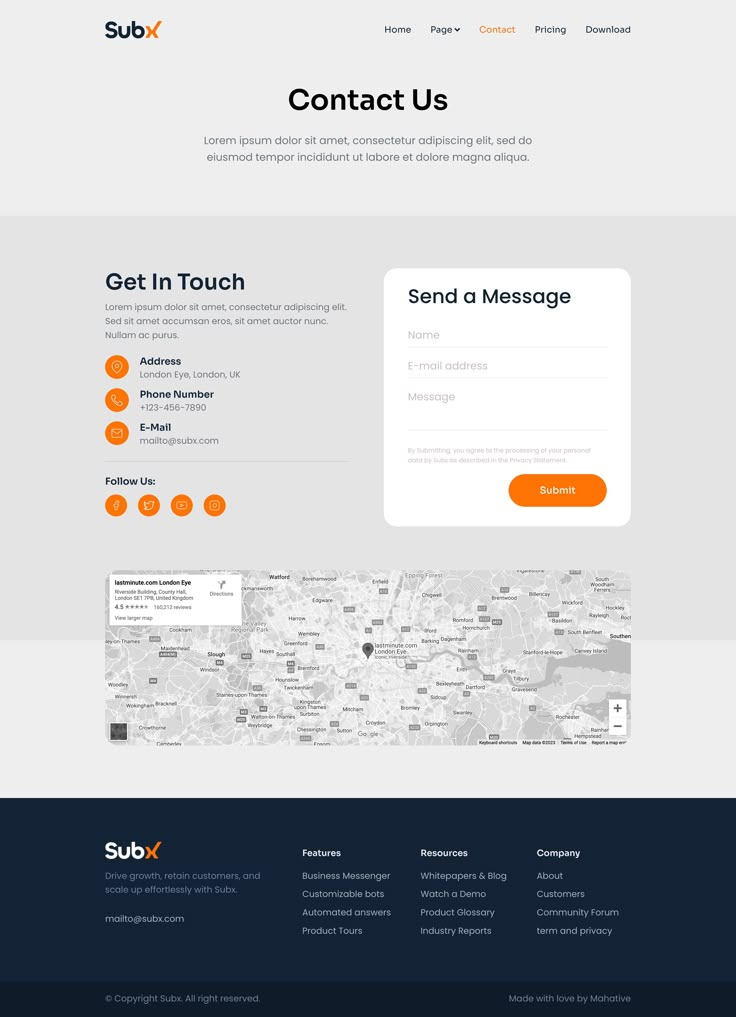 Subx
Home Page Contact Pricing Download
Contact Us
Lorem ipsum dolor sit amet, consectetur adipiscing elit, sed do
eiusmod tempor incididunt ut labore et dolore magna aliqua.
Get In Touch
Lorem ipsum dolor sit amet, consectetur adipiscing elit.
Sed sit amet accumsan eros, sit amet auctor nunc.
Nullam ac purus.
Address
London Eye, London, UK
Phone Number
+123-456-7890
E-Mail
mailto@subx.com
Follow Us:
Send a Message
Name
E-mail address
Message
By Submitting, you agree to the processing of your personal
data by Subx as described in the Privacy Statement.
Submit
lastminute.com London Eye
Riverside Building, County Hall,
London SE1 7PB, United Kingdom
4.5 ★★★★★ 160,212 reviews
View larger map
Directions
Watford
Borehamwood
Enfield
Epping Forest
Chigwell
Brentwood
Billericay
South
Woodham
Ferrers
Wickford
Rayleigh
Basildon
Edgware
Romford
Hornchurch
South Benfleet
Southen
Cookham
Regional Park
Harrow
Wembley
Greenford
Barking
Dagenham
Rainham
Stanford-le-Hope
Canvey Island
Maidenhead
Slough
Southall
Hayes
Windsor
Brentford
lastminute.com
London Eye
Erith
Grays
Tilbury
Hounslow
Twickenham
Bexleyheath
Dartford
Gravesend
Sidcup
Winnersh
Wokingham
Bracknell
Staines-upon-Thames
Kingston
upon Thames
Surbiton
Mitcham
Bromley
Swanley
Rochester
Walton-on-Thames
Weybridge
Croydon
Orpington
Crowthorne
Chessington
Sutton
Epsom
Camberley
Hempstead
Google
Keyboard shortcuts Map data ©2023 Terms of Use Report a map err
Subx
Drive growth, retain customers, and
scale up effortlessly with Subx.
mailto@subx.com
Features
Business Messenger
Customizable bots
Automated answers
Product Tours
Resources
Whitepapers & Blog
Watch a Demo
Product Glossary
Industry Reports
Company
About
Customers
Community Forum
term and privacy
© Copyright Subx. All right reserved.
Made with love by Mahative